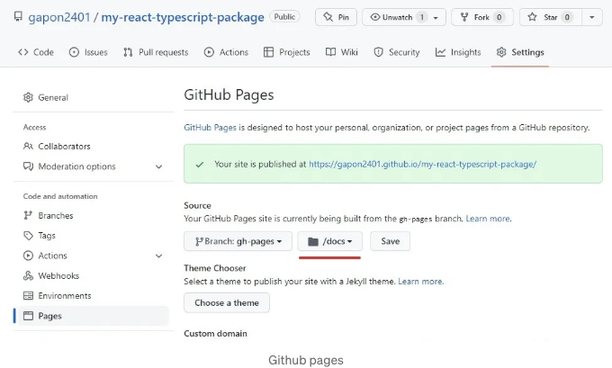 gapon2401 / my-react-typescript-package Public Pin Unwatch 1 Fork 0 Star 0
Code Issues Pull requests Actions Projects Wiki Security Insights Settings
General
Access
Collaborators
Moderation options
Code and automation
Branches
Tags
Actions
Webhooks
Environments
Pages
GitHub Pages
GitHub Pages is designed to host your personal, organization, or project pages from a GitHub repository.
Your site is published at https://gapon2401.github.io/my-react-typescript-package/
Source
Your GitHub Pages site is currently being built from the gh-pages branch. Learn more.
Branch: gh-pages /docs Save
Theme Chooser
Select a theme to publish your site with a Jekyll theme. Learn more.
Choose a theme
Custom domain
Github pages